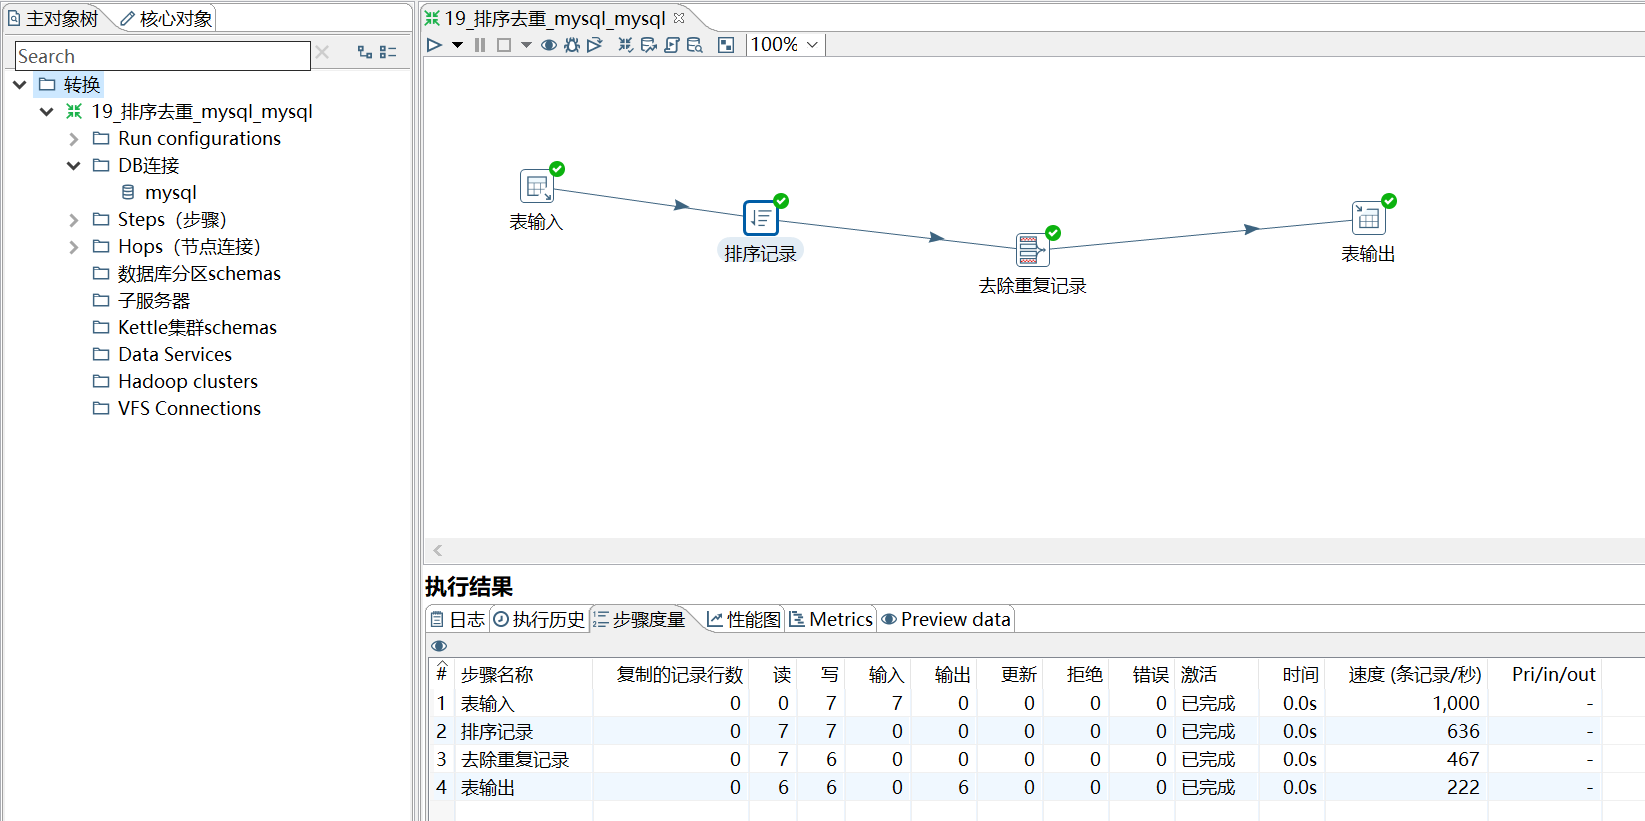 主对象树 核心对象
Search
转换
19_排序去重_mysql_mysql
Run configurations
DB连接
mysql
Steps（步骤）
Hops（节点连接）
数据库分区schemas
子服务器
Kettle集群schemas
Data Services
Hadoop clusters
VFS Connections
19_排序去重_mysql_mysql
100%
表输入
排序记录
去除重复记录
表输出
执行结果
日志 执行历史 步骤度量 性能图 Metrics Preview data
# 步骤名称 复制的记录行数 读 写 输入 输出 更新 拒绝 错误 激活 时间 速度 (条记录/秒) Pri/in/out
1 表输入 0 0 7 7 0 0 0 0 已完成 0.0s 1,000 -
2 排序记录 0 7 7 0 0 0 0 0 已完成 0.0s 636 -
3 去除重复记录 0 7 6 0 0 0 0 0 已完成 0.0s 467 -
4 表输出 0 6 6 0 6 0 0 0 已完成 0.0s 222 -